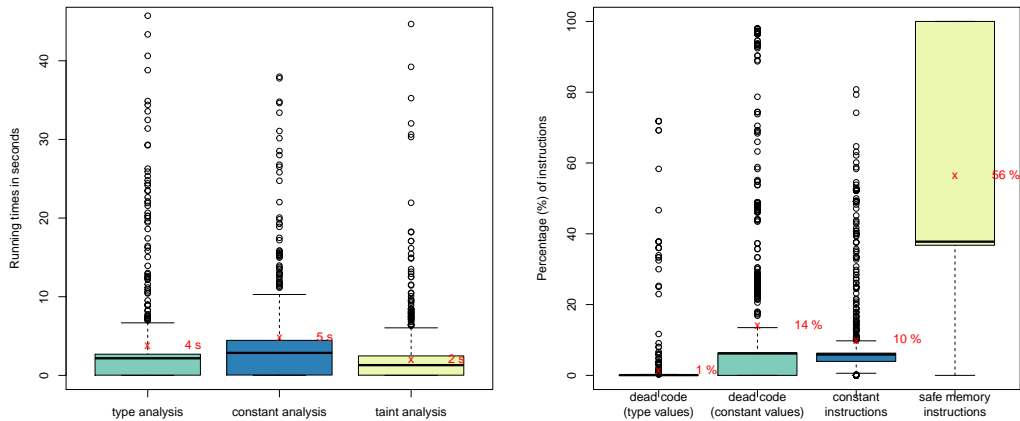 Running times in seconds
40
30
20
10
0
4 s
5 s
2 s
type analysis
constant analysis
taint analysis
Percentage (%) of instructions
100
80
60
40
20
0
1 %
14 %
10 %
56 %
dead code
(type values)
dead code
(constant values)
constant
instructions
safe memory
instructions